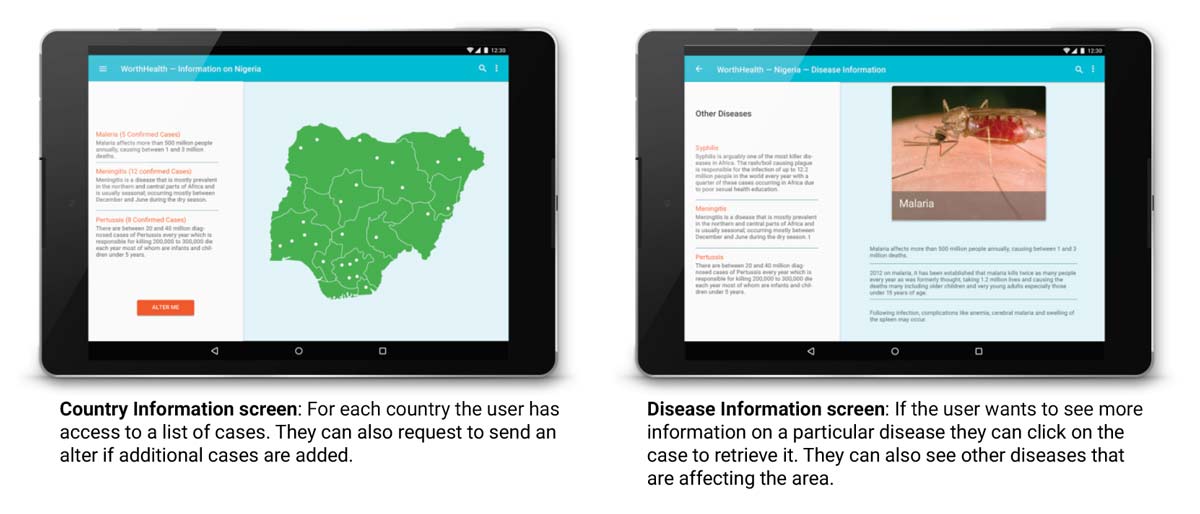 12:30
WorthHealth — Information on Nigeria
Maleria (5 Confirmed Cases)
Malaria affects more than 500 million people
annually, causing between 1 and 3 million
deaths.
Meningitis (12 confirmed Cases)
Meningitis is a disease that is mostly prevalent
in the northern and central parts of Africa and
is usually seasonal; occurring mostly between
December and June during the dry season.
Pertussis (8 Confirmed Cases)
There are between 20 and 40 million diag-
nosed cases of Pertussis every year which is
responsible for killing 200,000 to 300,000 die
each year most of whom are infants and chil-
dren under 5 years.
ALTER ME
Country Information screen: For each country the user has
access to a list of cases. They can also request to send an
alter if additional cases are added.
12:30
WorthHealth — Nigeria — Disease Information
Other Diseases
Syphilis
Syphilis is arguably one of the most killer dis-
eases in Africa. The rash/boil causing plague
is responsible for the infection of up to 12.2
million people in the world every year with a
quarter of these cases occurring in Africa due
to poor sexual health education.
Meningitis
Meningitis is a disease that is mostly prevalent
in the northern and central parts of Africa and
is usually seasonal; occurring mostly between
December and June during the dry season. 1
Pertussis
There are between 20 and 40 million diag-
nosed cases of Pertussis every year which is
responsible for killing 200,000 to 300,000 die
each year most of whom are infants and chil-
dren under 5 years.
Malaria
Malaria affects more than 500 million people annually, causing between 1 and 3
million deaths.
2012 on malaria, it has been established that malaria kills twice as many people
every year as was formerly thought, taking 1.2 million lives and causing the
deaths many including older children and very young adults especially those
under 15 years of age.
Following infection, complications like anemia, cerebral malaria and swelling of
the spleen may occur.
Disease Information screen: If the user wants to see more
information on a particular disease they can click on the
case to retrieve it. They can also see other diseases that
are affecting the area.